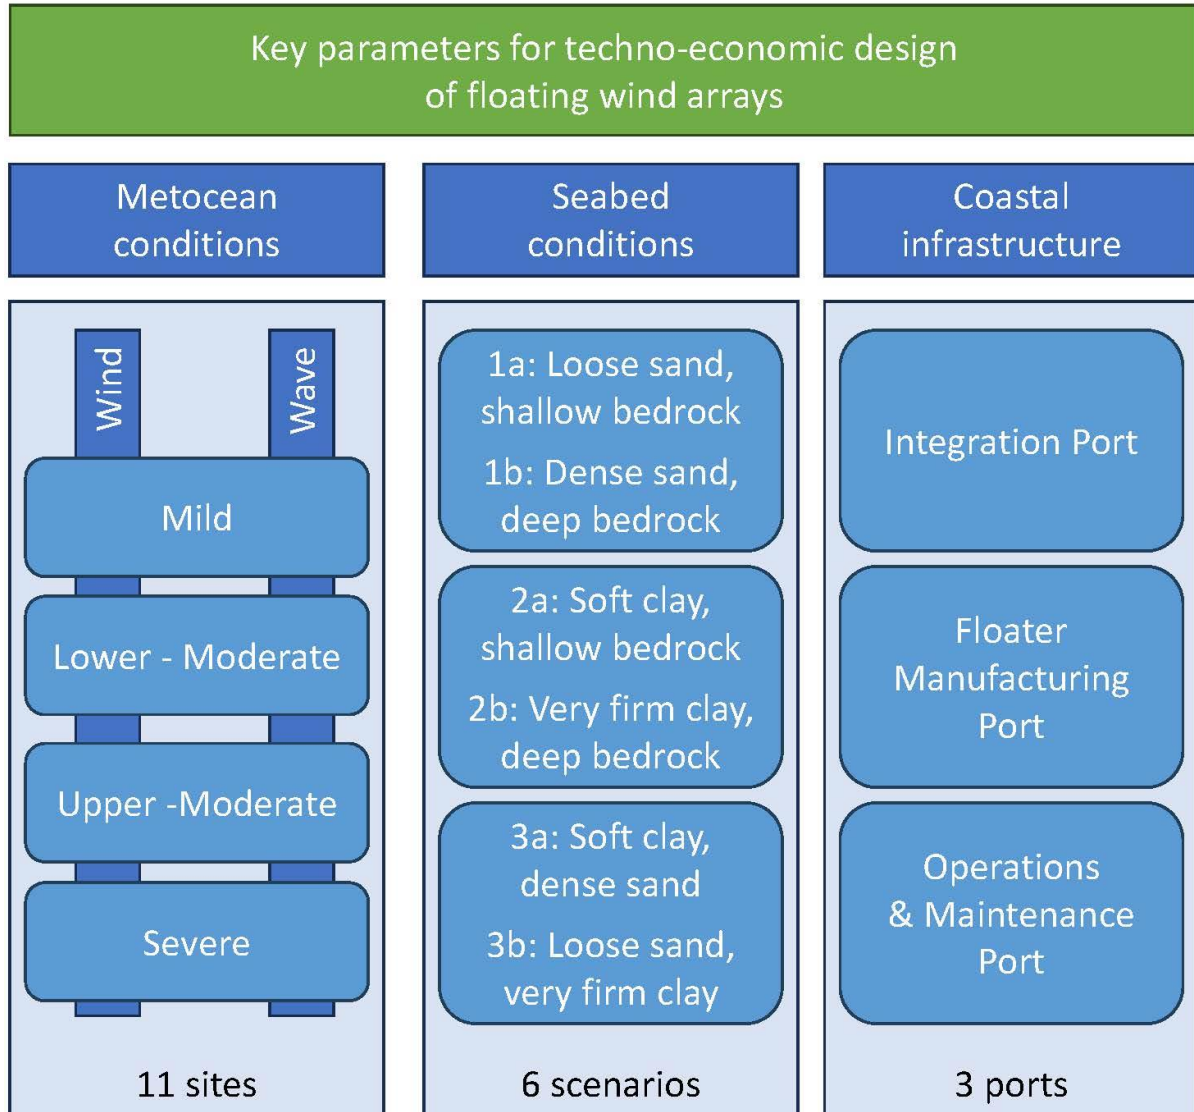 Key parameters for techno-economic design
of floating wind arrays
Metocean
conditions
Wind
Wave
Mild
Lower - Moderate
Upper -Moderate
Severe
11 sites
Seabed
conditions
1a: Loose sand,
shallow bedrock
1b: Dense sand,
deep bedrock
2a: Soft clay,
shallow bedrock
2b: Very firm clay,
deep bedrock
3a: Soft clay,
dense sand
3b: Loose sand,
very firm clay
6 scenarios
Coastal
infrastructure
Integration Port
Floater
Manufacturing
Port
Operations
& Maintenance
Port
3 ports